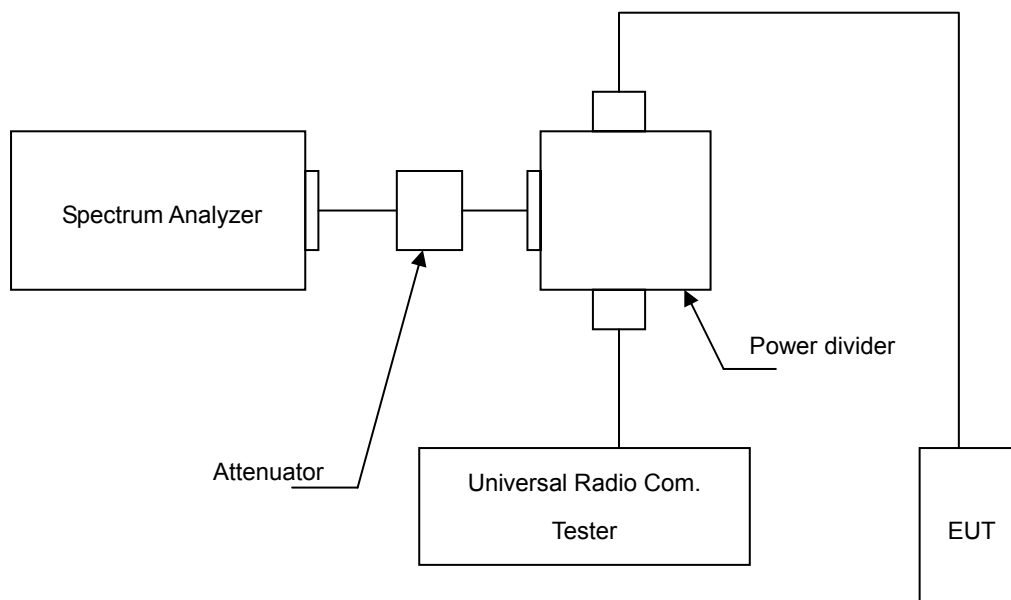 Spectrum Analyzer
Power divider
Attenuator
Universal Radio Com.
Tester
EUT